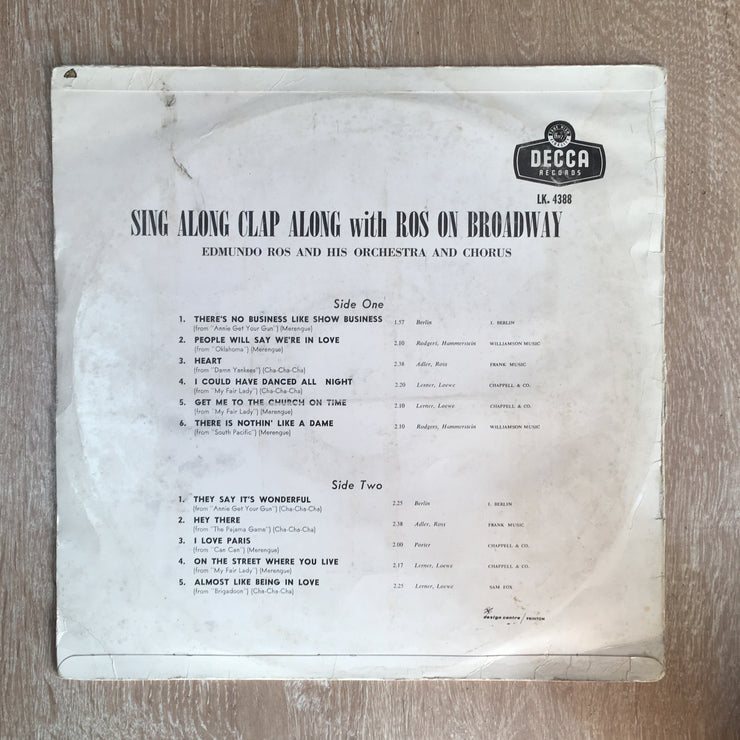 DECCA
RECORDS
LK. 4388
SING ALONG CLAP ALONG with ROS ON BROADWAY
EDMUNDO ROS AND HIS ORCHESTRA AND CHORUS
Side One
1. THERE'S NO BUSINESS LIKE SHOW BUSINESS 1.57 Berlin I. BERLIN
(from "Annie Get Your Gun") (Merengue)
2. PEOPLE WILL SAY WE'RE IN LOVE 2.10 Rodgers, Hammerstein WILLIAMSON MUSIC
(from "Oklahoma") (Merengue)
3. HEART 2.38 Adler, Ross FRANK MUSIC
(from "Damn Yankees") (Cha-Cha-Cha)
4. I COULD HAVE DANCED ALL NIGHT 2.20 Lerner, Loewe CHAPPELL & CO.
(from "My Fair Lady") (Cha-Cha-Cha)
5. GET ME TO THE CHURCH ON TIME 2.10 Lerner, Loewe CHAPPELL & CO.
(from "My Fair Lady") (Merengue)
6. THERE IS NOTHIN' LIKE A DAME 2.10 Rodgers, Hammerstein WILLIAMSON MUSIC
(from "South Pacific") (Merengue)
Side Two
1. THEY SAY IT'S WONDERFUL 2.25 Berlin I. BERLIN
(from "Annie Get Your Gun") (Cha-Cha-Cha)
2. HEY THERE 2.38 Adler, Ross FRANK MUSIC
(from "The Pajama Game") (Cha-Cha-Cha)
3. I LOVE PARIS 2.00 Porter CHAPPELL & CO.
(from "Can Can") (Merengue)
4. ON THE STREET WHERE YOU LIVE 2.17 Lerner, Loewe CHAPPELL & CO.
(from "My Fair Lady") (Merengue)
5. ALMOST LIKE BEING IN LOVE 2.25 Lerner, Loewe SAM FOX
(from "Brigadoon") (Cha-Cha-Cha)
design centre / PRINTON